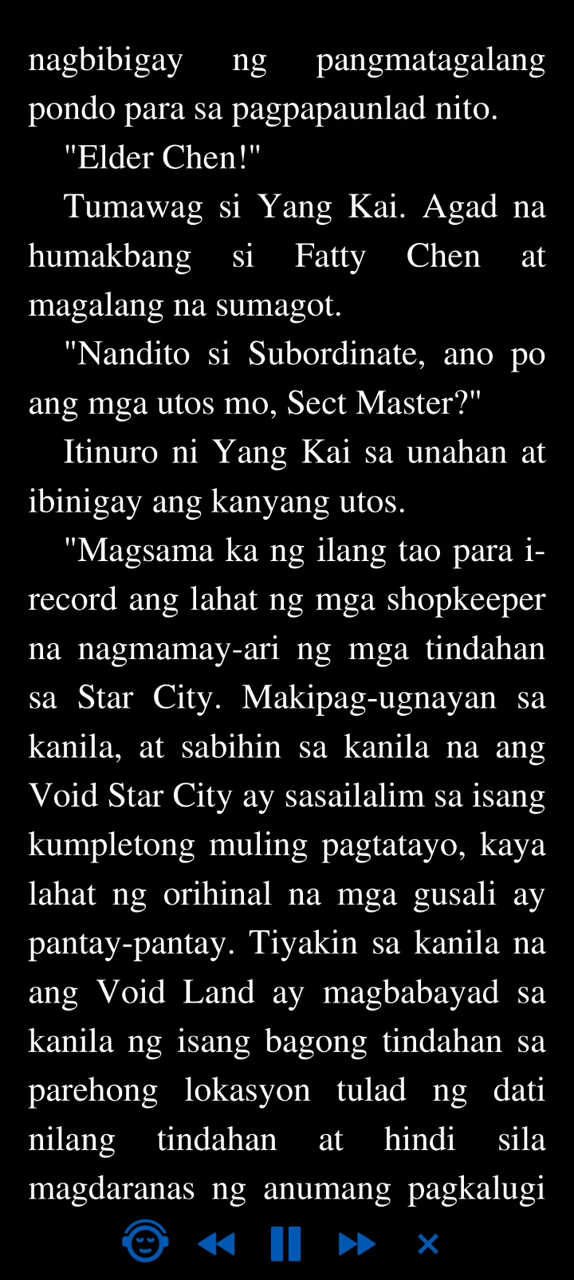 nagbibigay ng pangmatagalang
pondo para sa pagpapaunlad nito.
"Elder Chen!"
Tumawag si Yang Kai. Agad na
humakbang si Fatty Chen at
magalang na sumagot.
"Nandito si Subordinate, ano po
ang mga utos mo, Sect Master?"
Itinuro ni Yang Kai sa unahan at
ibinigay ang kanyang utos.
"Magsama ka ng ilang tao para i-
record ang lahat ng mga shopkeeper
na nagmamay-ari ng mga tindahan
sa Star City. Makipag-ugnayan sa
kanila, at sabihin sa kanila na ang
Void Star City ay sasailalim sa isang
kumpletong muling pagtatayo, kaya
lahat ng orihinal na mga gusali ay
pantay-pantay. Tiyakin sa kanila na
ang Void Land ay magbabayad sa
kanila ng isang bagong tindahan sa
parehong lokasyon tulad ng dati
nilang tindahan at hindi sila
magdaranas ng anumang pagkalugi